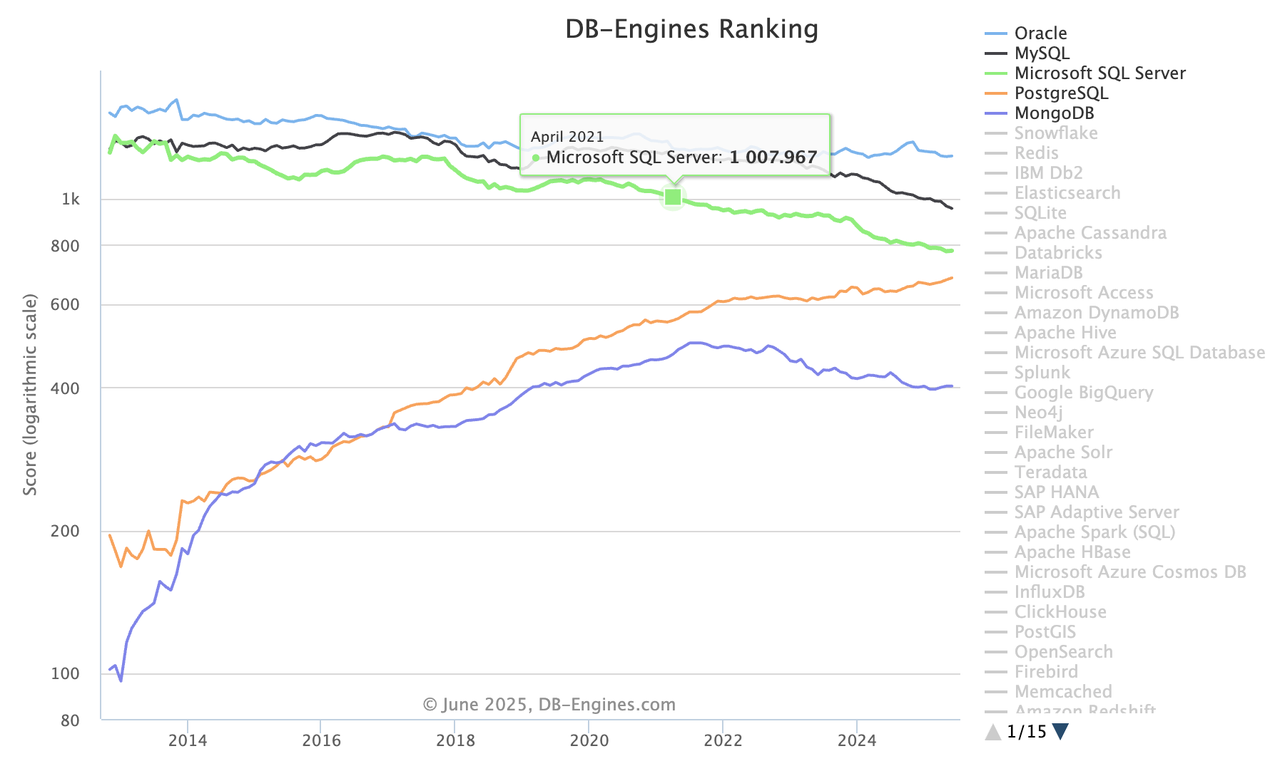 DB-Engines Ranking
Score (logarithmic scale)
1k
800
600
400
200
100
80
2014
2016
2018
2020
2022
2024
April 2021
Microsoft SQL Server: 1 007.967
© June 2025, DB-Engines.com
Oracle
MySQL
Microsoft SQL Server
PostgreSQL
MongoDB
Snowflake
Redis
IBM Db2
Elasticsearch
SQLite
Apache Cassandra
Databricks
MariaDB
Microsoft Access
Amazon DynamoDB
Apache Hive
Microsoft Azure SQL Database
Splunk
Google BigQuery
Neo4j
FileMaker
Apache Solr
Teradata
SAP HANA
SAP Adaptive Server
Apache Spark (SQL)
Apache HBase
Microsoft Azure Cosmos DB
InfluxDB
ClickHouse
PostGIS
OpenSearch
Firebird
Memcached
Amazon Redshift
1/15